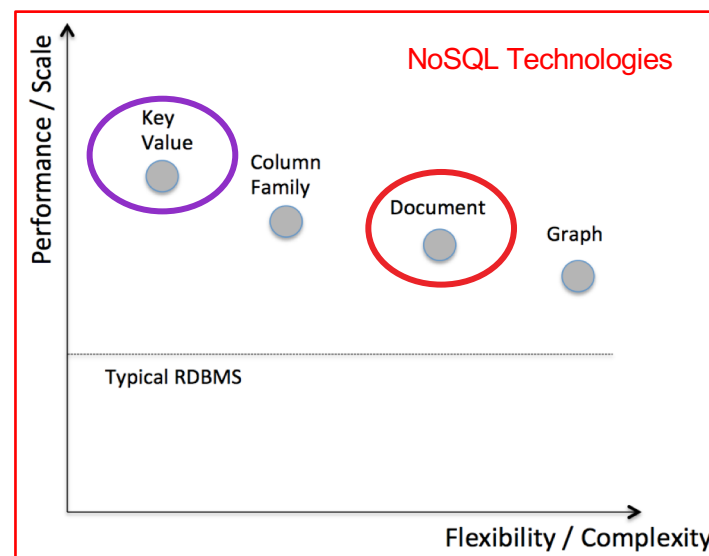 NoSQL Technologies
Performance / Scale
Key
Value
Column
Family
Document
Graph
Typical RDBMS
Flexibility / Complexity